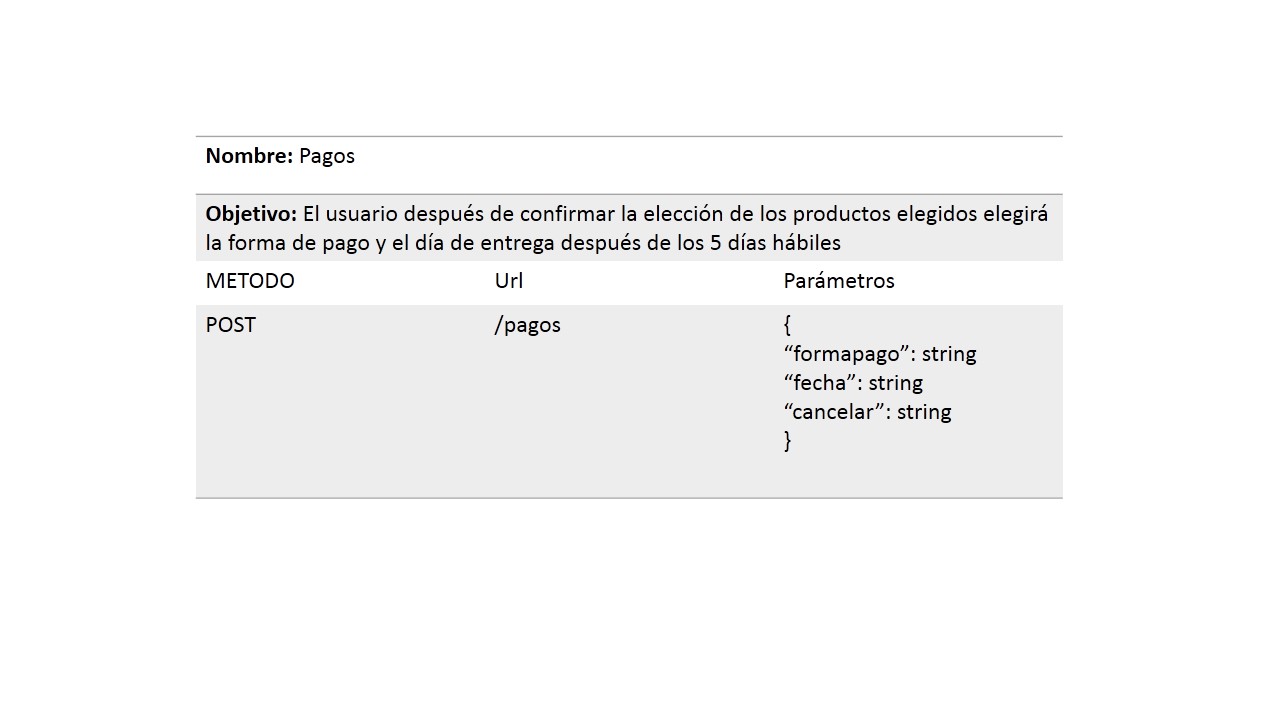 Nombre: Pagos
Objetivo: El usuario después de confirmar la elección de los productos elegidos elegirá
la forma de pago y el día de entrega después de los 5 días hábiles
METODO Url Parámetros
POST /pagos {
“formapago”: string
“fecha”: string
“cancelar”: string
}